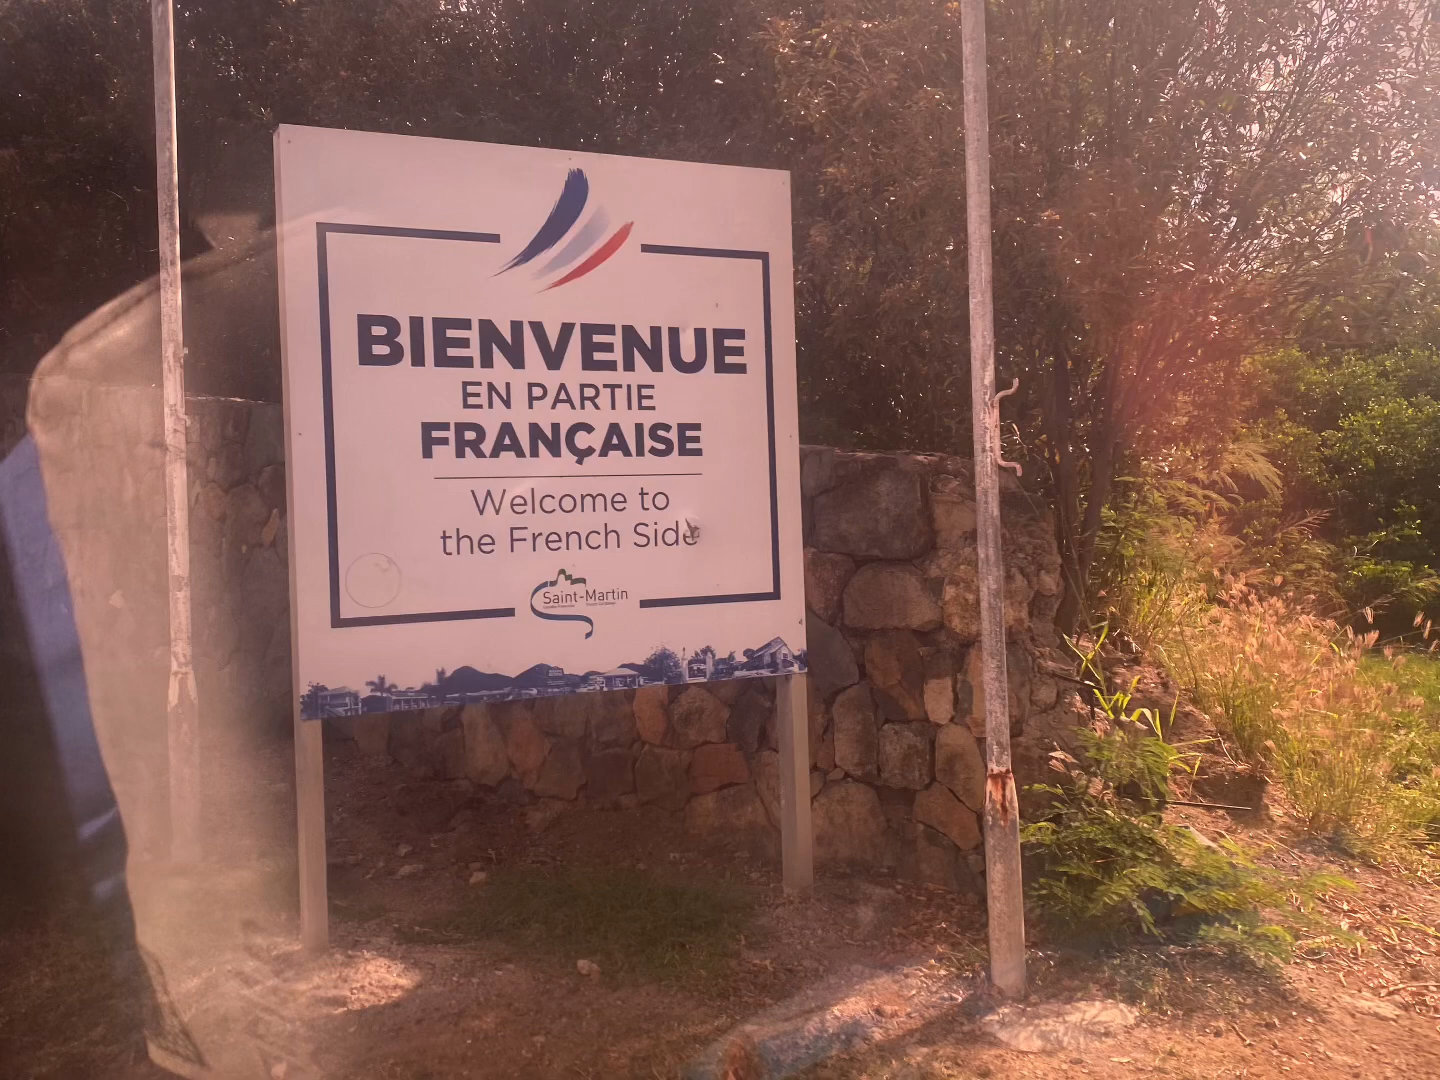 BIENVENUE
EN PARTIE
FRANÇAISE
Welcome to
the French Side
Saint-Martin